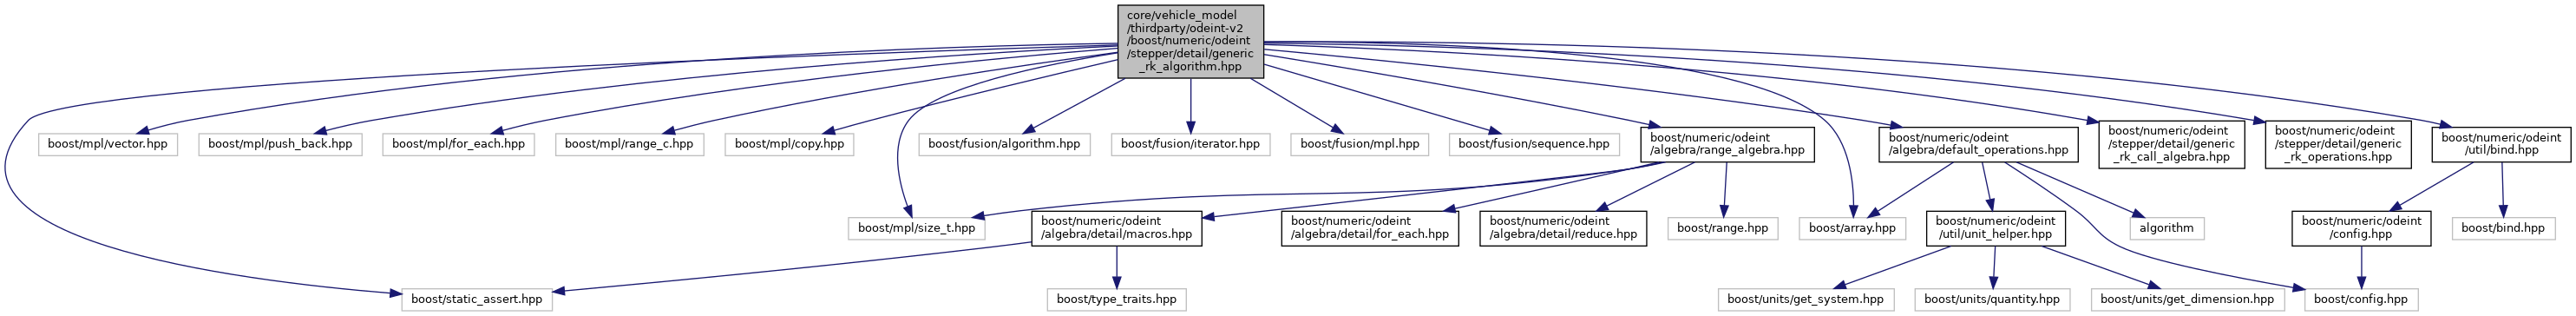 core/vehicle_model
/thirdparty/odeint-v2
/boost/numeric/odeint
/stepper/detail/generic
_rk_algorithm.hpp
boost/mpl/vector.hpp
boost/mpl/push_back.hpp
boost/mpl/for_each.hpp
boost/mpl/range_c.hpp
boost/mpl/copy.hpp
boost/fusion/algorithm.hpp
boost/fusion/iterator.hpp
boost/fusion/mpl.hpp
boost/fusion/sequence.hpp
boost/numeric/odeint
/algebra/range_algebra.hpp
boost/numeric/odeint
/algebra/default_operations.hpp
boost/numeric/odeint
/stepper/detail/generic
_rk_call_algebra.hpp
boost/numeric/odeint
/stepper/detail/generic
_rk_operations.hpp
boost/numeric/odeint
/util/bind.hpp
boost/mpl/size_t.hpp
boost/numeric/odeint
/algebra/detail/macros.hpp
boost/numeric/odeint
/algebra/detail/for_each.hpp
boost/numeric/odeint
/algebra/detail/reduce.hpp
boost/range.hpp
boost/array.hpp
boost/numeric/odeint
/util/unit_helper.hpp
algorithm
boost/numeric/odeint
/config.hpp
boost/bind.hpp
boost/static_assert.hpp
boost/type_traits.hpp
boost/units/get_system.hpp
boost/units/quantity.hpp
boost/units/get_dimension.hpp
boost/config.hpp